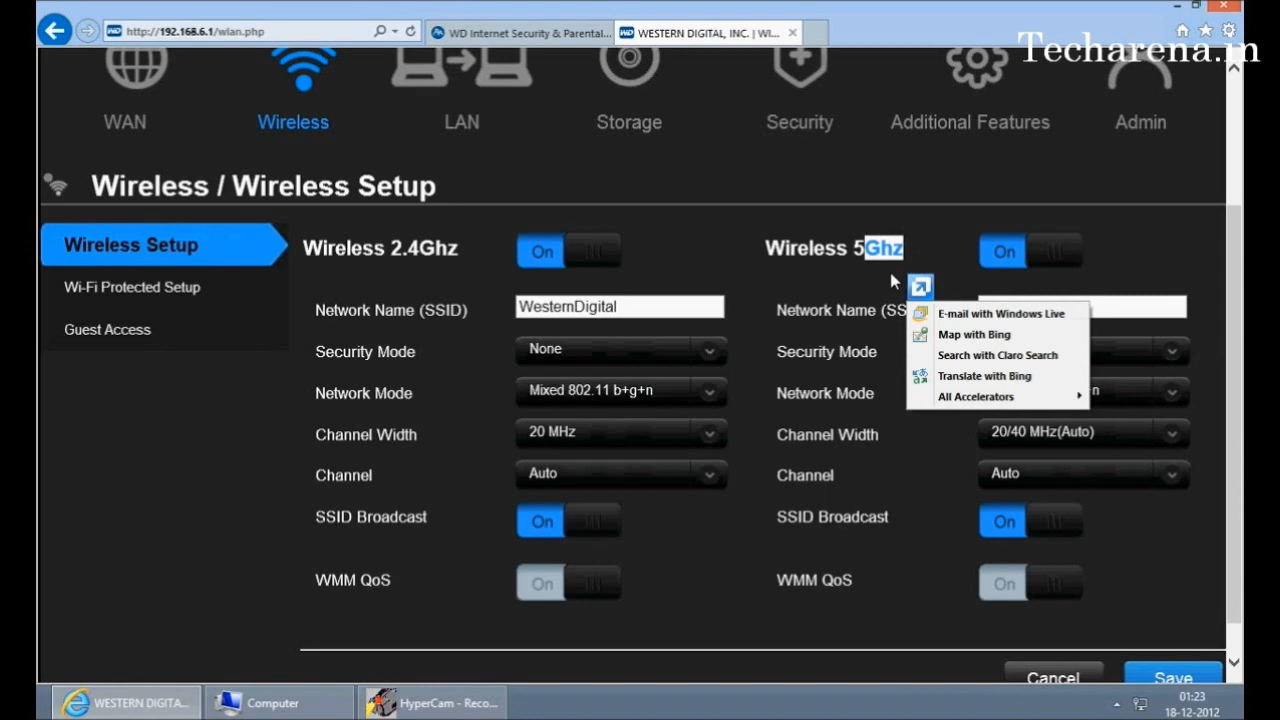 http://192.168.6.1/wlan.php
WD Internet Security & Parental...
WESTERN DIGITAL, INC. | WI...
Techarena.in
WAN
Wireless
LAN
Storage
Security
Additional Features
Admin
Wireless / Wireless Setup
Wireless Setup
Wi-Fi Protected Setup
Guest Access
Wireless 2.4Ghz
On
Network Name (SSID)
WesternDigital
Security Mode
None
Network Mode
Mixed 802.11 b+g+n
Channel Width
20 MHz
Channel
Auto
SSID Broadcast
On
WMM QoS
On
Wireless 5Ghz
On
Network Name (SS
E-mail with Windows Live
Map with Bing
Search with Claro Search
Translate with Bing
All Accelerators
Security Mode
Network Mode
n
Channel Width
20/40 MHz(Auto)
Channel
Auto
SSID Broadcast
On
WMM QoS
On
Cancel
Save
WESTERN DIGITA...
Computer
HyperCam - Reco...
01:23
18-12-2012